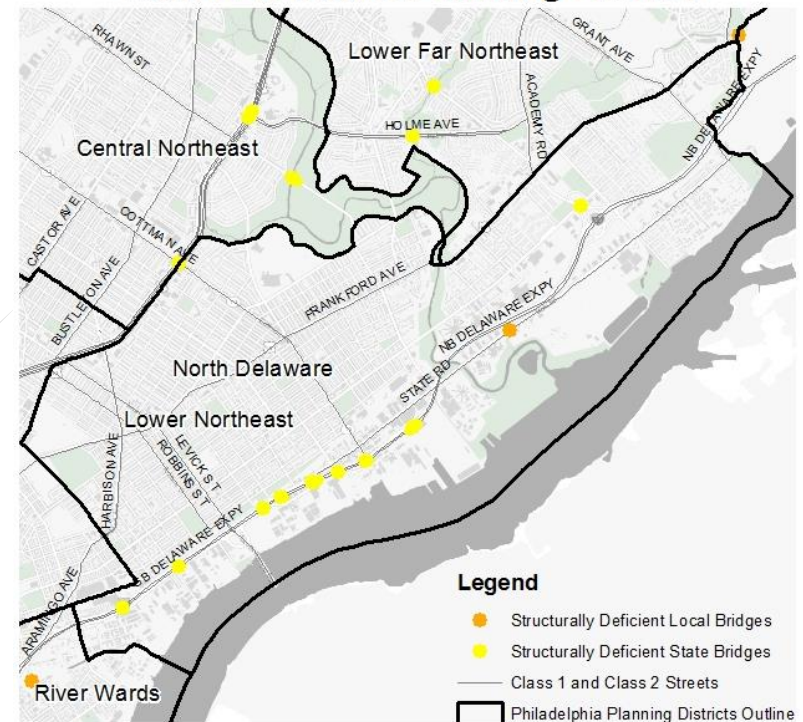 RHAWN ST
Lower Far Northeast
GRANT AVE
ACADEMY RD
NB DELAWARE EXPY
HOLME AVE
Central Northeast
CASTOR AVE
COTTMAN AVE
BUSTLETON AVE
FRANKFORD AVE
NB DELAWARE EXPY
STATE RD
North Delaware
Lower Northeast
HARBISON AVE
LEVICK ST
ROBBINS ST
SB DELAWARE EXPY
ARAMINGO AVE
River Wards
Legend
Structurally Deficient Local Bridges
Structurally Deficient State Bridges
Class 1 and Class 2 Streets
Philadelphia Planning Districts Outline